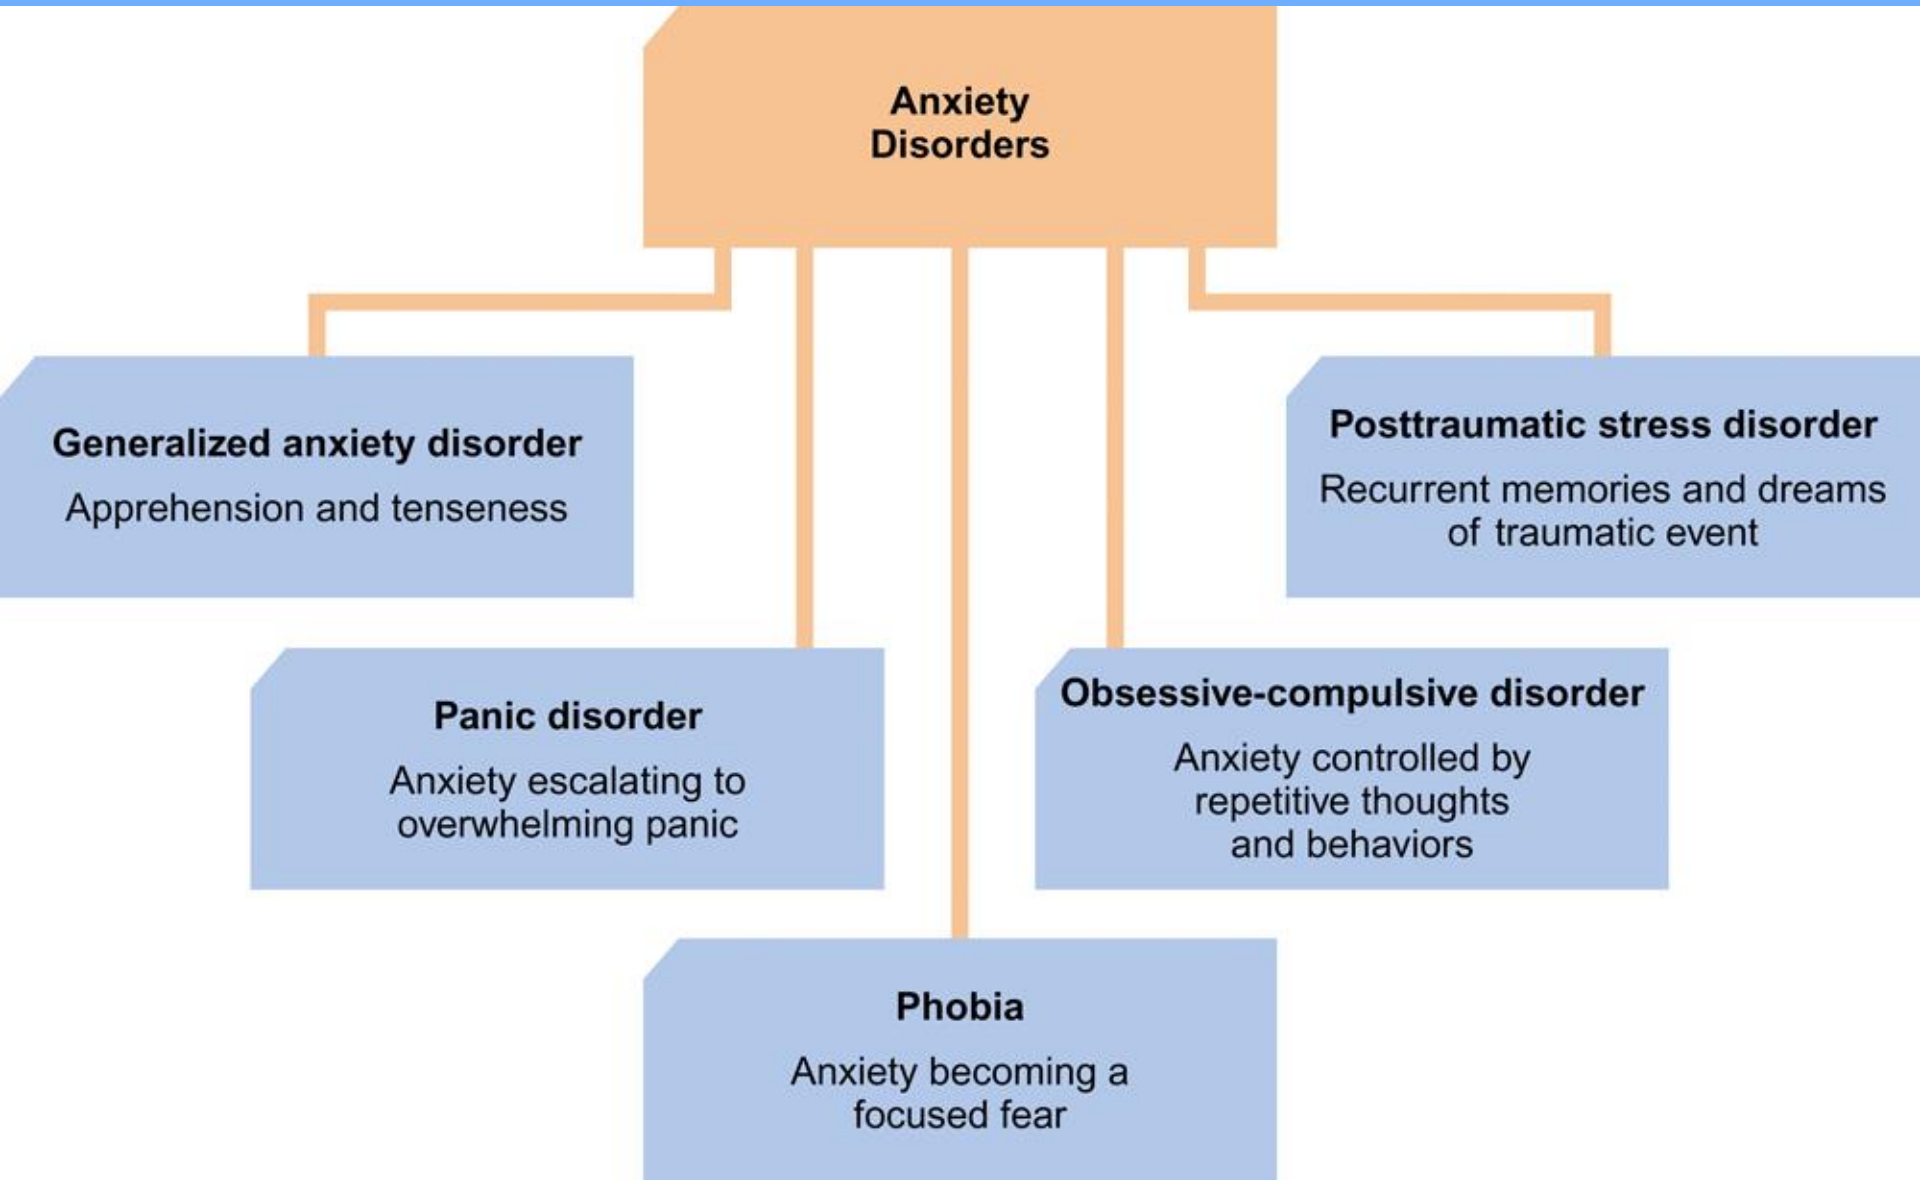 Anxiety
Disorders
Generalized anxiety disorder
Apprehension and tenseness
Posttraumatic stress disorder
Recurrent memories and dreams
of traumatic event
Panic disorder
Anxiety escalating to
overwhelming panic
Obsessive-compulsive disorder
Anxiety controlled by
repetitive thoughts
and behaviors
Phobia
Anxiety becoming a
focused fear